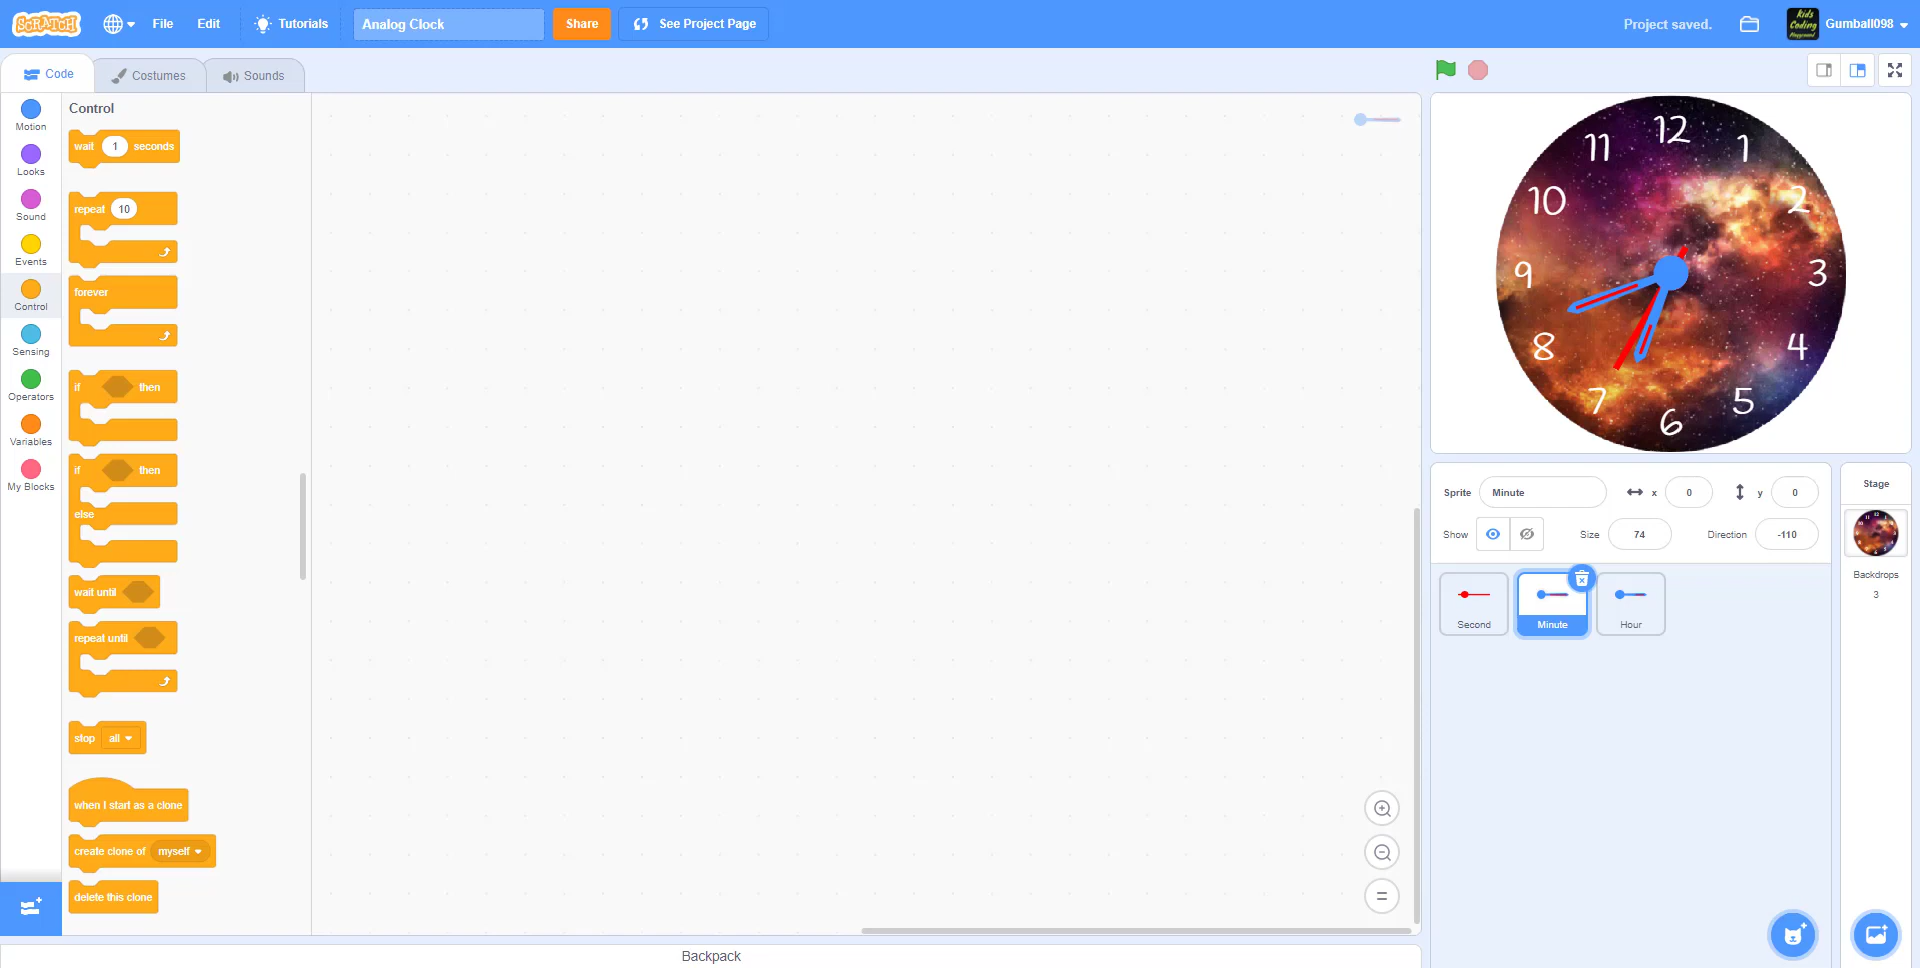 SCRATCH
File
Edit
Tutorials
Analog Clock
Share
See Project Page
Project saved.
Kids
Coding
Playground
Gumball098
Code
Costumes
Sounds
Motion
Looks
Sound
Events
Control
Sensing
Operators
Variables
My Blocks
Control
wait 1 seconds
repeat 10
forever
if then
if then
else
wait until
repeat until
stop all
when I start as a clone
create clone of myself
delete this clone
=
Backpack
12
11
1
10
2
9
3
8
4
7
5
6
Sprite Minute x 0 y 0
Show Size 74 Direction -110
Second
Minute
Hour
Stage
Backdrops
3